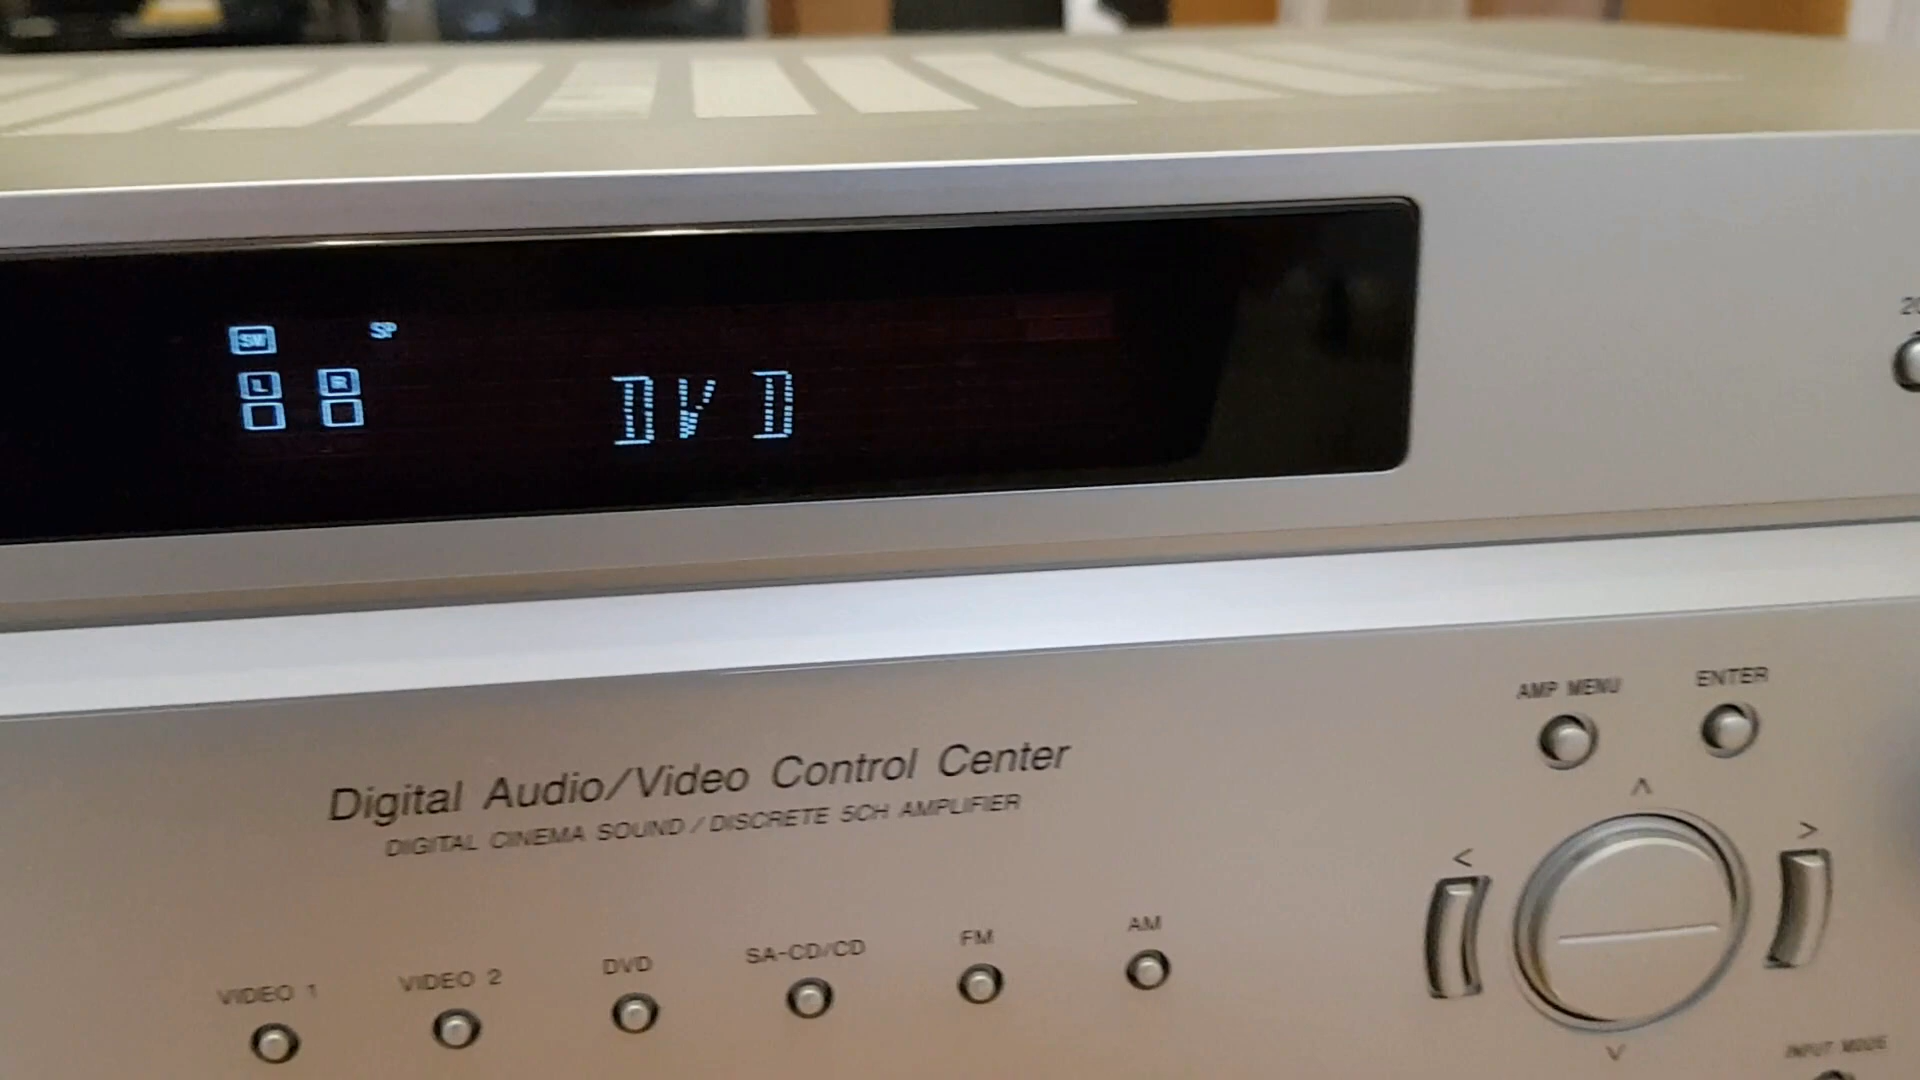 SW SP
L R
DVD
20
AMP MENU ENTER
Digital Audio/Video Control Center
DIGITAL CINEMA SOUND / DISCRETE 5CH AMPLIFIER
VIDEO 1 VIDEO 2 DVD SA-CD/CD FM AM
INPUT MODE